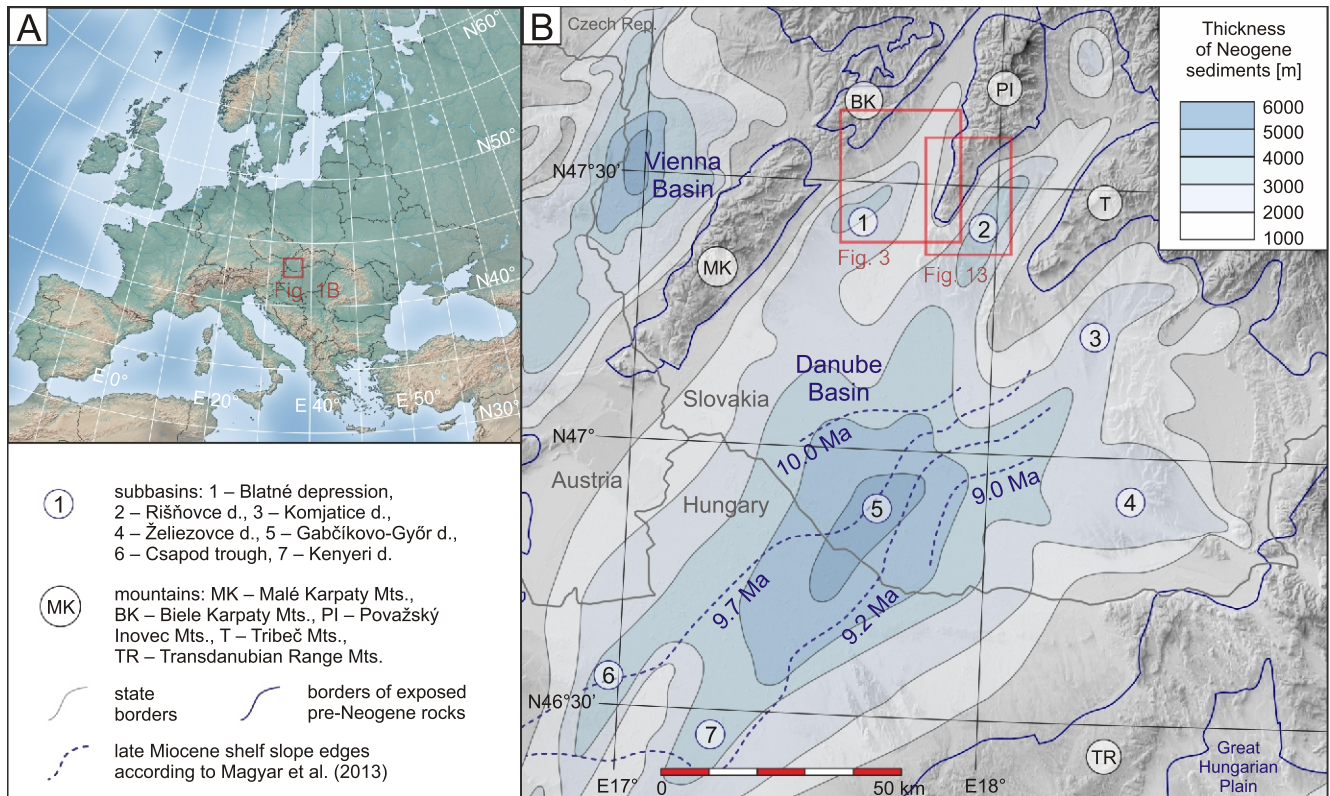 A
N60°
N50°
N40°
N30°
Fig. 1B
E 0°
E 20°
E 40°
E 50°
1
subbasins: 1 – Blatné depression,
2 – Rišňovce d., 3 – Komjatice d.,
4 – Želiezovce d., 5 – Gabčíkovo-Győr d.,
6 – Csapod trough, 7 – Kenyeri d.
MK
mountains: MK – Malé Karpaty Mts.,
BK – Biele Karpaty Mts., PI – Považský
Inovec Mts., T – Tribeč Mts.,
TR – Transdanubian Range Mts.
state
borders
borders of exposed
pre-Neogene rocks
late Miocene shelf slope edges
according to Magyar et al. (2013)
B
Czech Rep.
Thickness
of Neogene
sediments [m]
6000
5000
4000
3000
2000
1000
BK
PI
N47°30'
Vienna
Basin
T
1
2
MK
Fig. 3
Fig. 13
3
Danube
Basin
Slovakia
N47°
10.0 Ma
Austria
Hungary
9.0 Ma
5
4
9.7 Ma
9.2 Ma
6
N46°30'
7
TR
Great
Hungarian
Plain
E17°
0
50 km
E18°